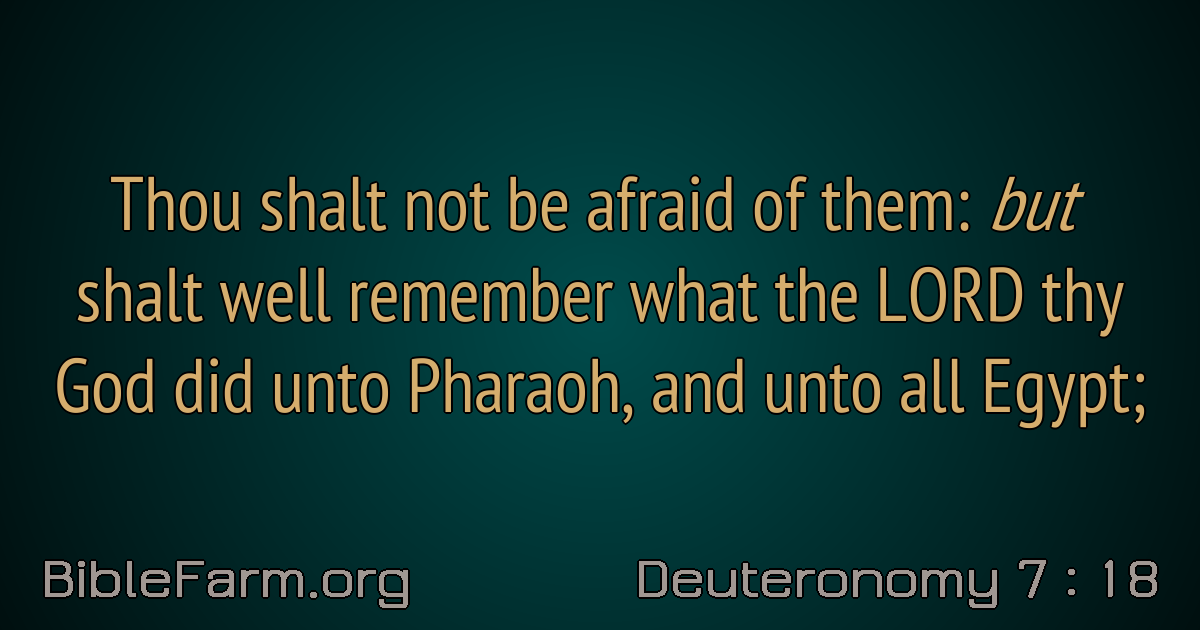 Thou shalt not be afraid of them: but
shalt well remember what the LORD thy
God did unto Pharaoh, and unto all Egypt;
BibleFarm.org
Deuteronomy 7 : 18